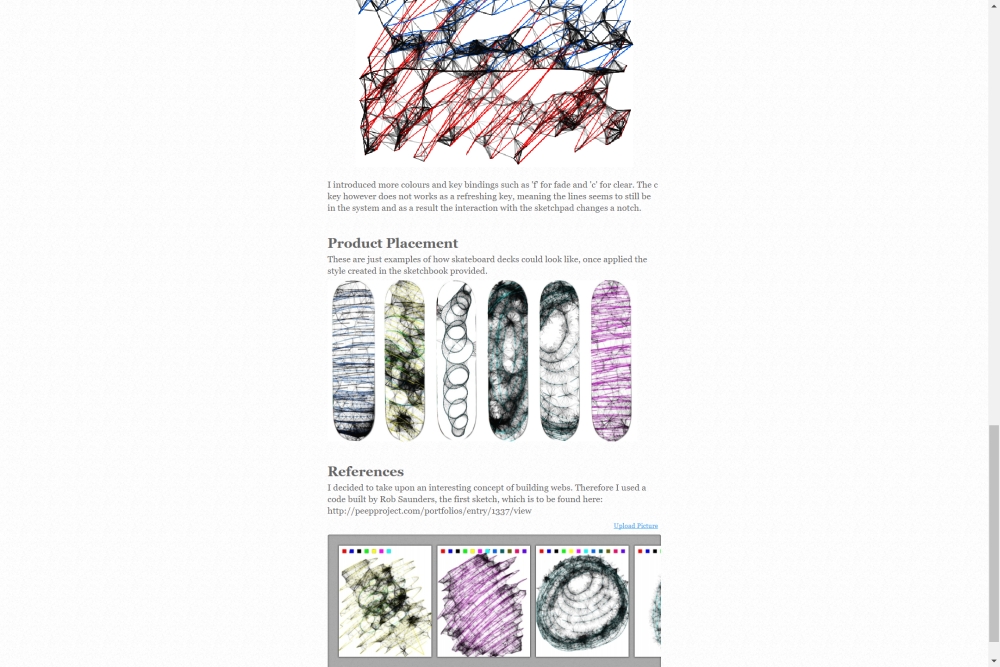 I introduced more colours and key bindings such as 'f' for fade and 'c' for clear. The c
key however does not works as a refreshing key, meaning the lines seems to still be
in the system and as a result the interaction with the sketchpad changes a notch.
Product Placement
These are just examples of how skateboard decks could look like, once applied the
style created in the sketchbook provided.
References
I decided to take upon an interesting concept of building webs. Therefore I used a
code built by Rob Saunders, the first sketch, which is to be found here:
http://peepproject.com/portfolios/entry/1337/view
Upload Picture